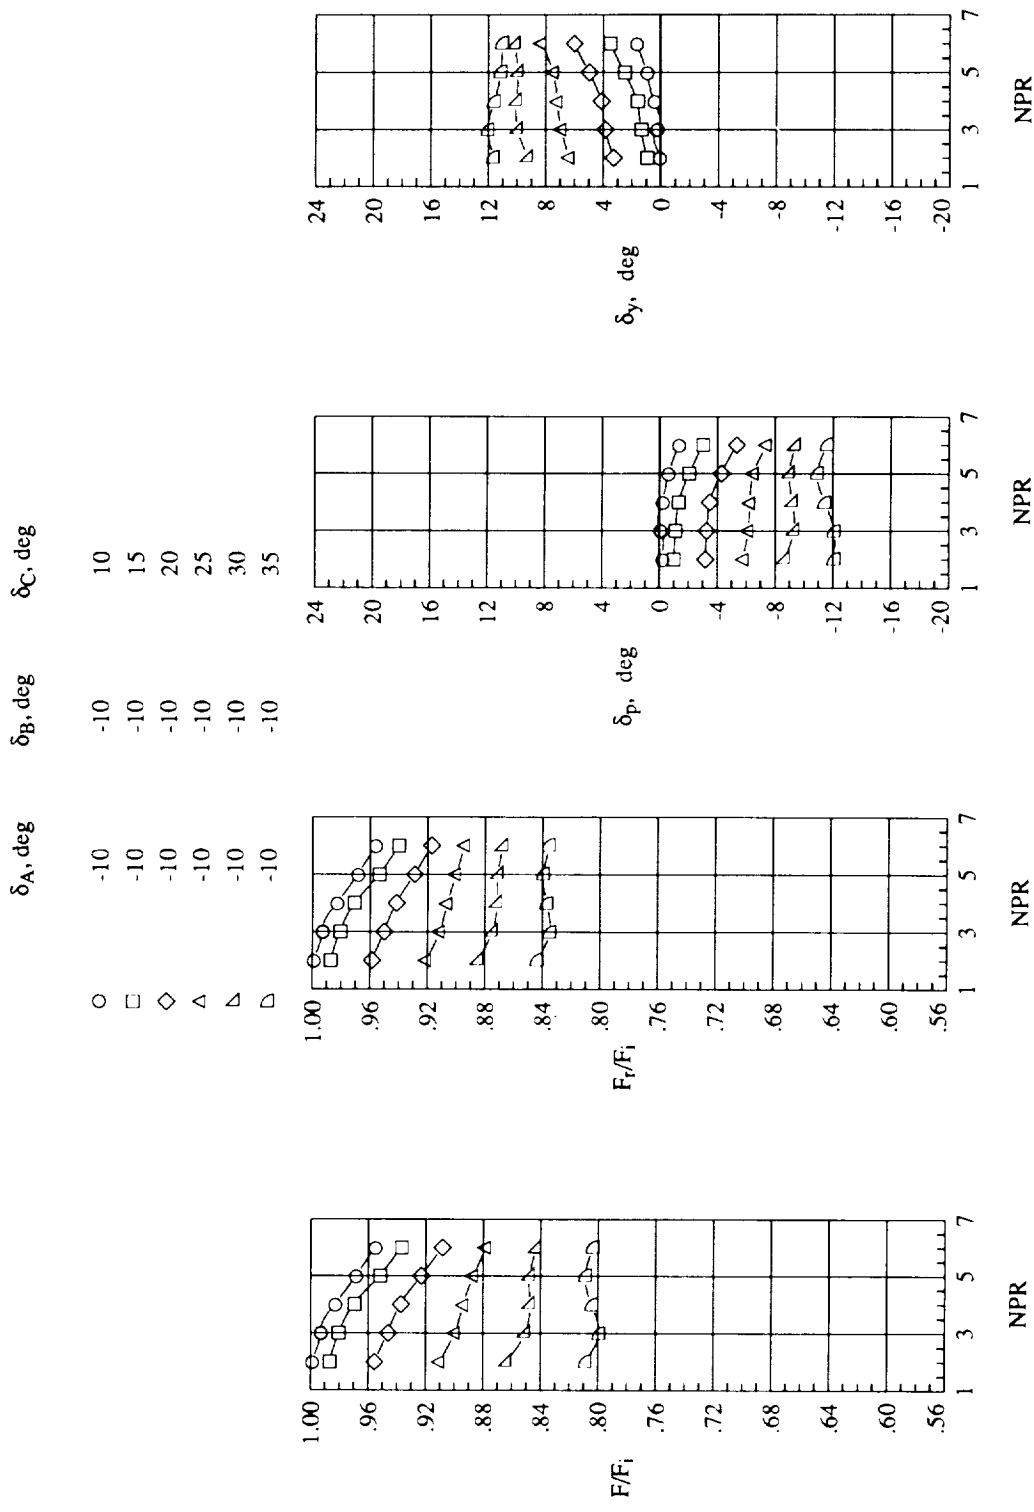 δA, deg δB, deg δC, deg
-10 -10 10
-10 -10 15
-10 -10 20
-10 -10 25
-10 -10 30
-10 -10 35
1.00
.96
.92
.88
.84
.80
.76
.72
.68
.64
.60
.56
F/Fi
1 3 5 7
NPR
1.00
.96
.92
.88
.84
.80
.76
.72
.68
.64
.60
.56
Fr/Fi
1 3 5 7
NPR
24
20
16
12
8
4
0
-4
-8
-12
-16
-20
δp, deg
1 3 5 7
NPR
24
20
16
12
8
4
0
-4
-8
-12
-16
-20
δy, deg
1 3 5 7
NPR